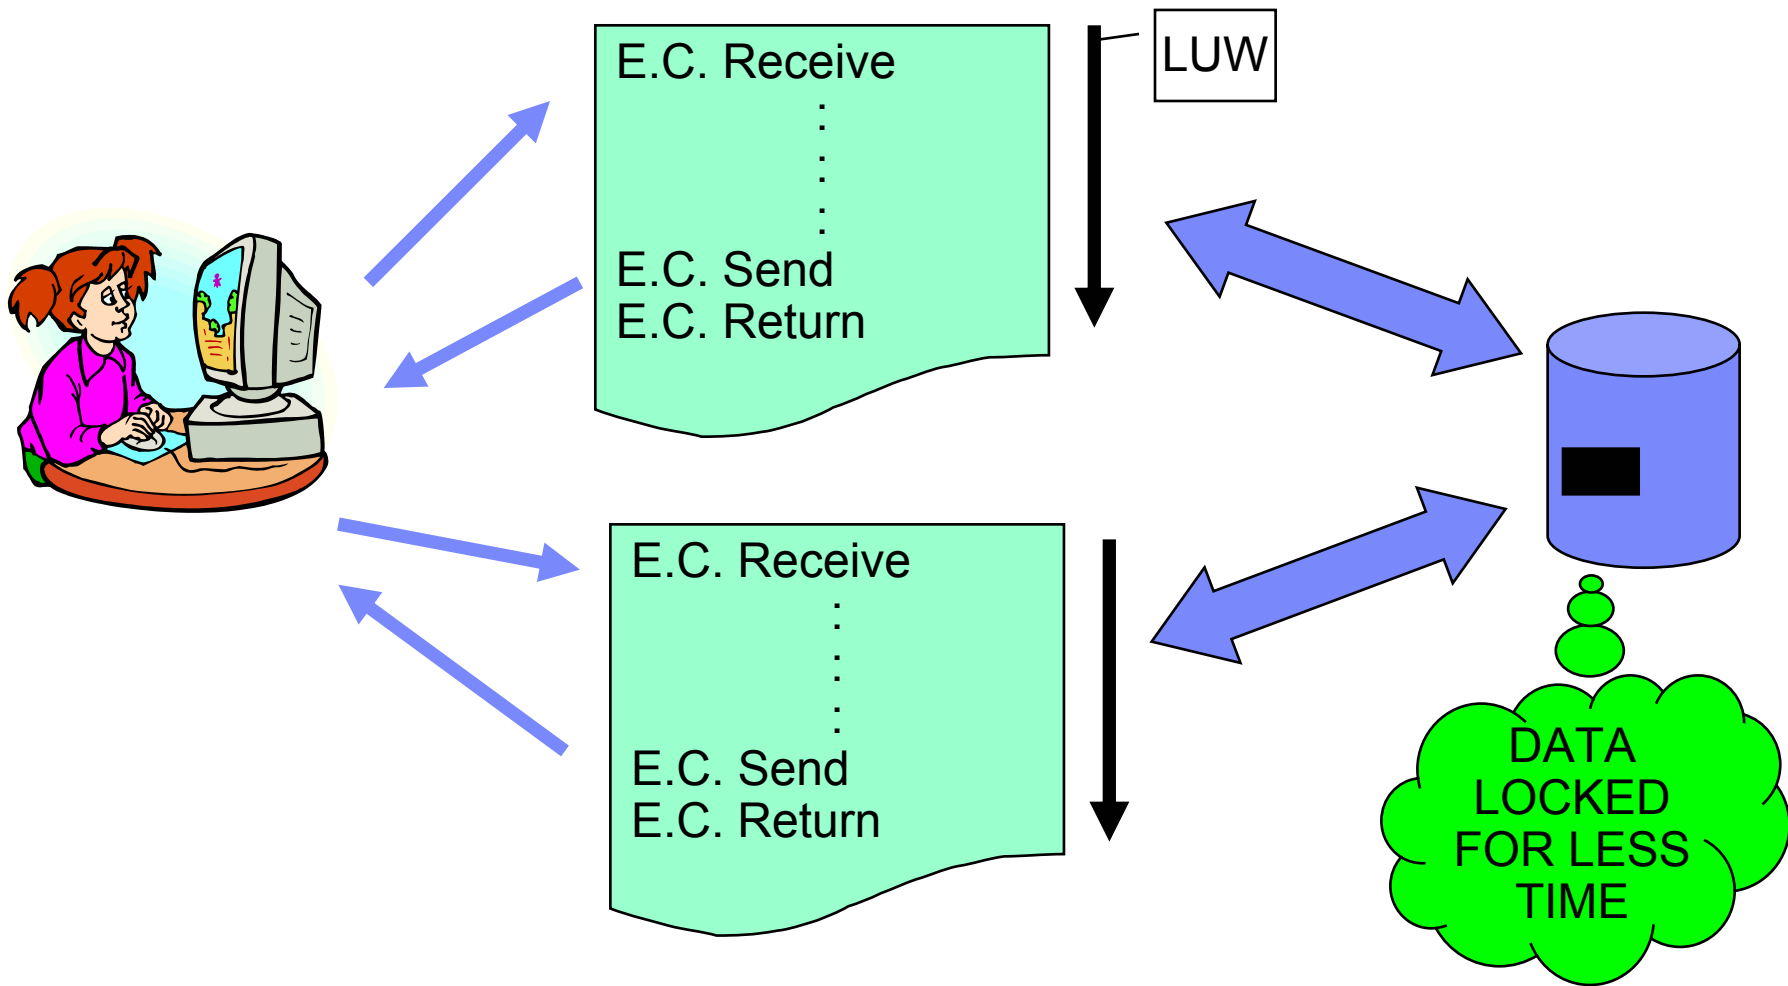 E.C. Receive
.
.
.
.
.
.
E.C. Send
E.C. Return
LUW
E.C. Receive
.
.
.
.
.
.
E.C. Send
E.C. Return
DATA
LOCKED
FOR LESS
TIME